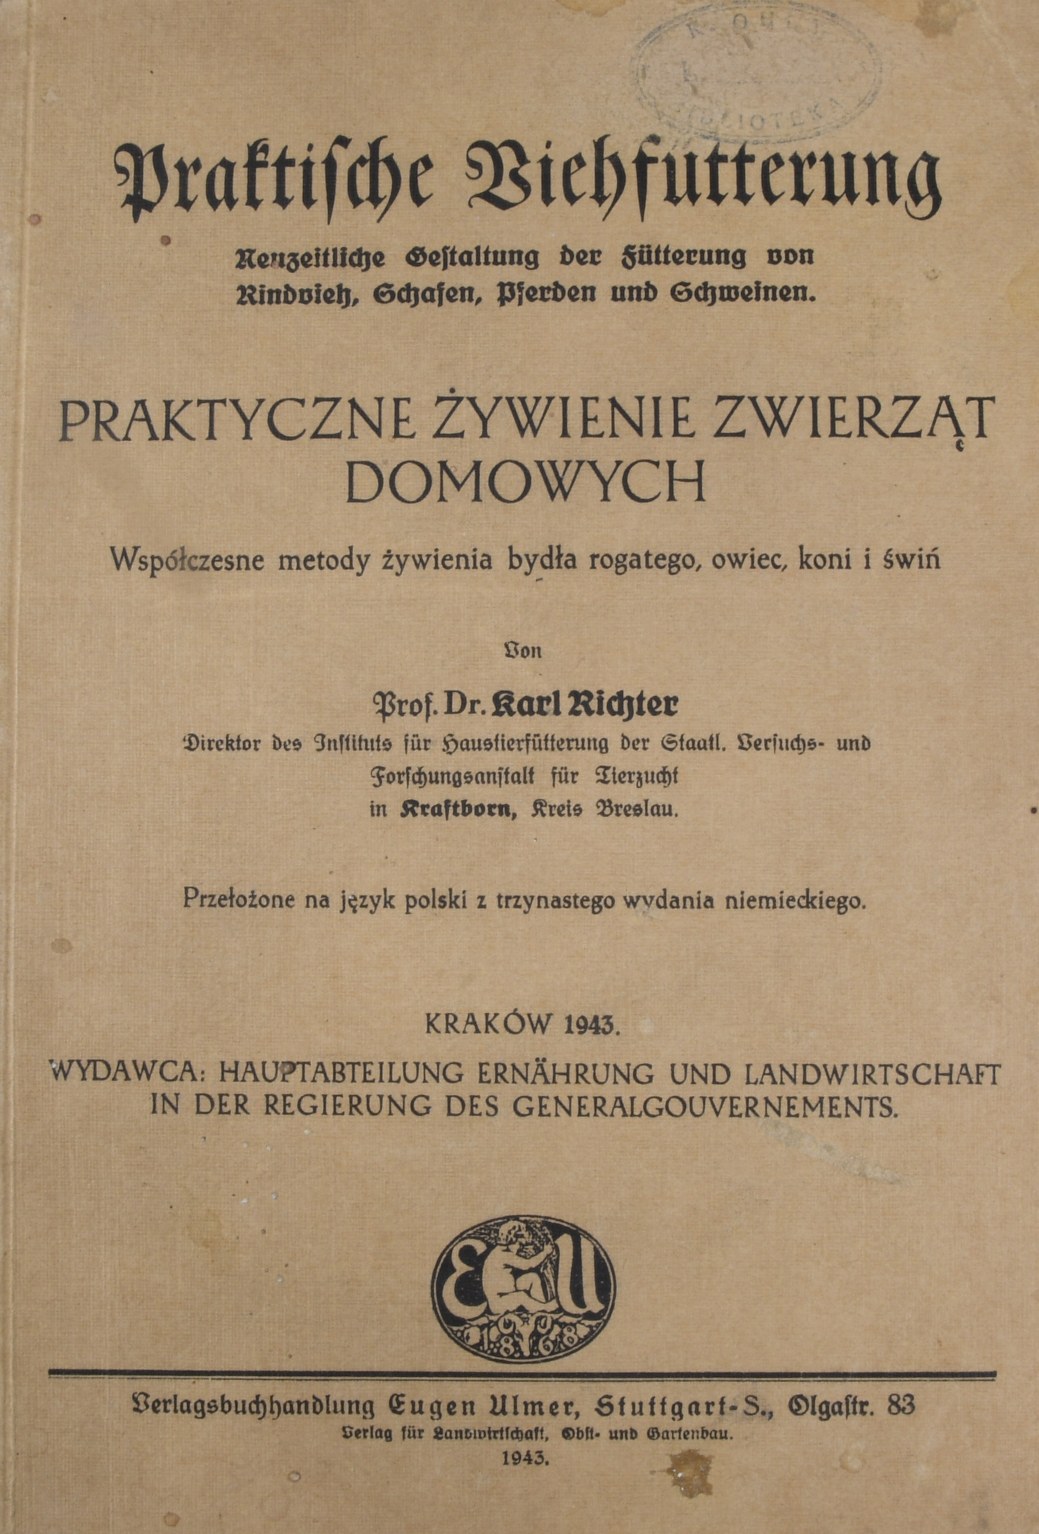 BIBLIOTEKA
Praktische Viehfütterung
Neuzeitliche Gestaltung der Fütterung von
Rindvieh, Schafen, Pferden und Schweinen.
PRAKTYCZNE ŻYWIENIE ZWIERZĄT
DOMOWYCH
Współczesne metody żywienia bydła rogatego, owiec, koni i świń
Von
Prof. Dr. Karl Richter
Direktor des Instituts für Haustierfütterung der Staatl. Versuchs- und
Forschungsanstalt für Tierzucht
in Kraftborn, Kreis Breslau.
Przełożone na język polski z trzynastego wydania niemieckiego.
KRAKÓW 1943.
WYDAWCA: HAUPTABTEILUNG ERNÄHRUNG UND LANDWIRTSCHAFT
IN DER REGIERUNG DES GENERALGOUVERNEMENTS.
E U
1868
Verlagsbuchhandlung Eugen Ulmer, Stuttgart-S., Olgastr. 83
Verlag für Landwirtschaft, Obst- und Gartenbau.
1943.